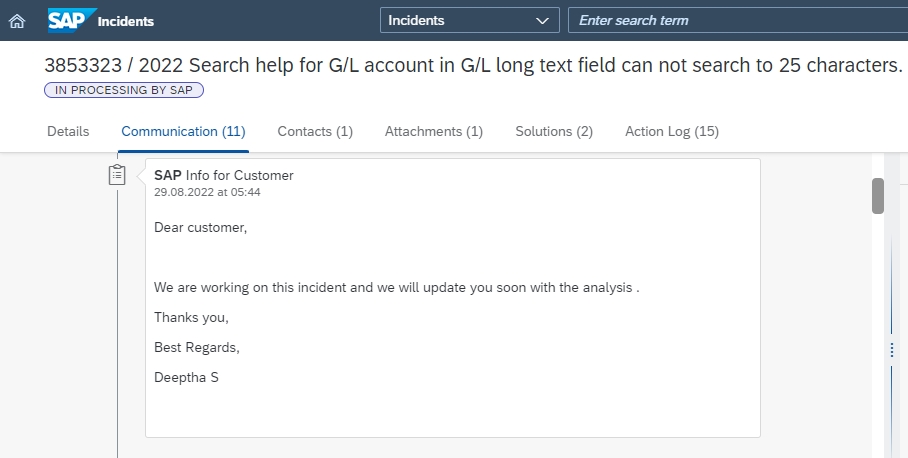 SAP Incidents
Incidents
Enter search term
3853323 / 2022 Search help for G/L account in G/L long text field can not search to 25 characters.
IN PROCESSING BY SAP
Details Communication (11) Contacts (1) Attachments (1) Solutions (2) Action Log (15)
SAP Info for Customer
29.08.2022 at 05:44
Dear customer,
We are working on this incident and we will update you soon with the analysis .
Thanks you,
Best Regards,
Deeptha S